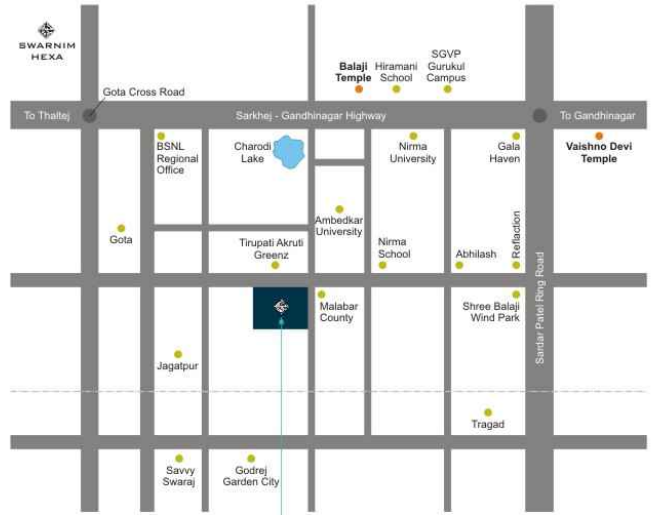 SWARNIM
HEXA
Balaji
Temple
Hiramani
School
SGVP
Gurukul
Campus
Gota Cross Road
To Thaltej
Sarkhej - Gandhinagar Highway
To Gandhinagar
BSNL
Regional
Office
Charodi
Lake
Nirma
University
Gala
Haven
Vaishno Devi
Temple
Gota
Ambedkar
University
Tirupati Akruti
Greenz
Nirma
School
Abhilash
Reflaction
Sardar Patel Ring Road
Malabar
County
Shree Balaji
Wind Park
Jagatpur
Tragad
Savvy
Swaraj
Godrej
Garden City